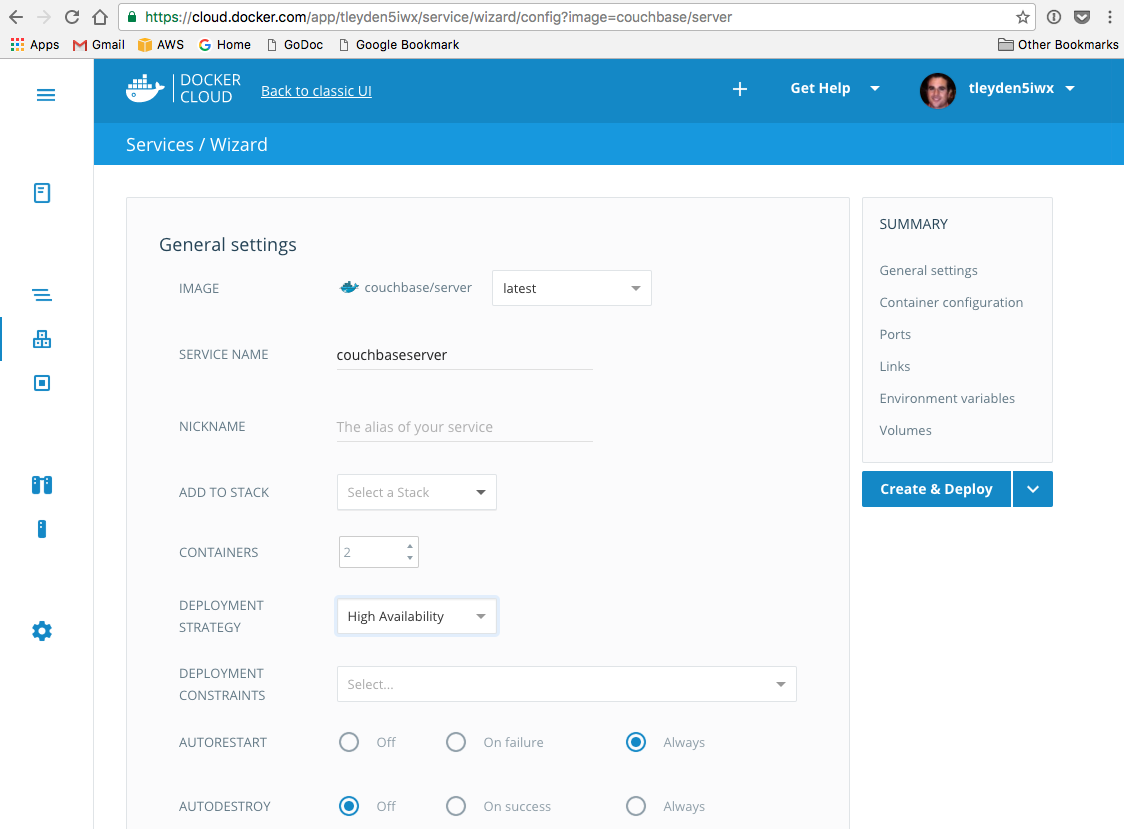 https://cloud.docker.com/app/tleyden5iwx/service/wizard/config?image=couchbase/server
Apps Gmail AWS Home GoDoc Google Bookmark Other Bookmarks
DOCKER
CLOUD
Back to classic UI
+ Get Help tleyden5iwx
Services / Wizard
General settings
IMAGE couchbase/server latest
SERVICE NAME couchbaseserver
NICKNAME The alias of your service
ADD TO STACK Select a Stack
CONTAINERS 2
DEPLOYMENT
STRATEGY
High Availability
DEPLOYMENT
CONSTRAINTS
Select...
AUTORESTART Off On failure Always
AUTODESTROY Off On success Always
SUMMARY
General settings
Container configuration
Ports
Links
Environment variables
Volumes
Create & Deploy